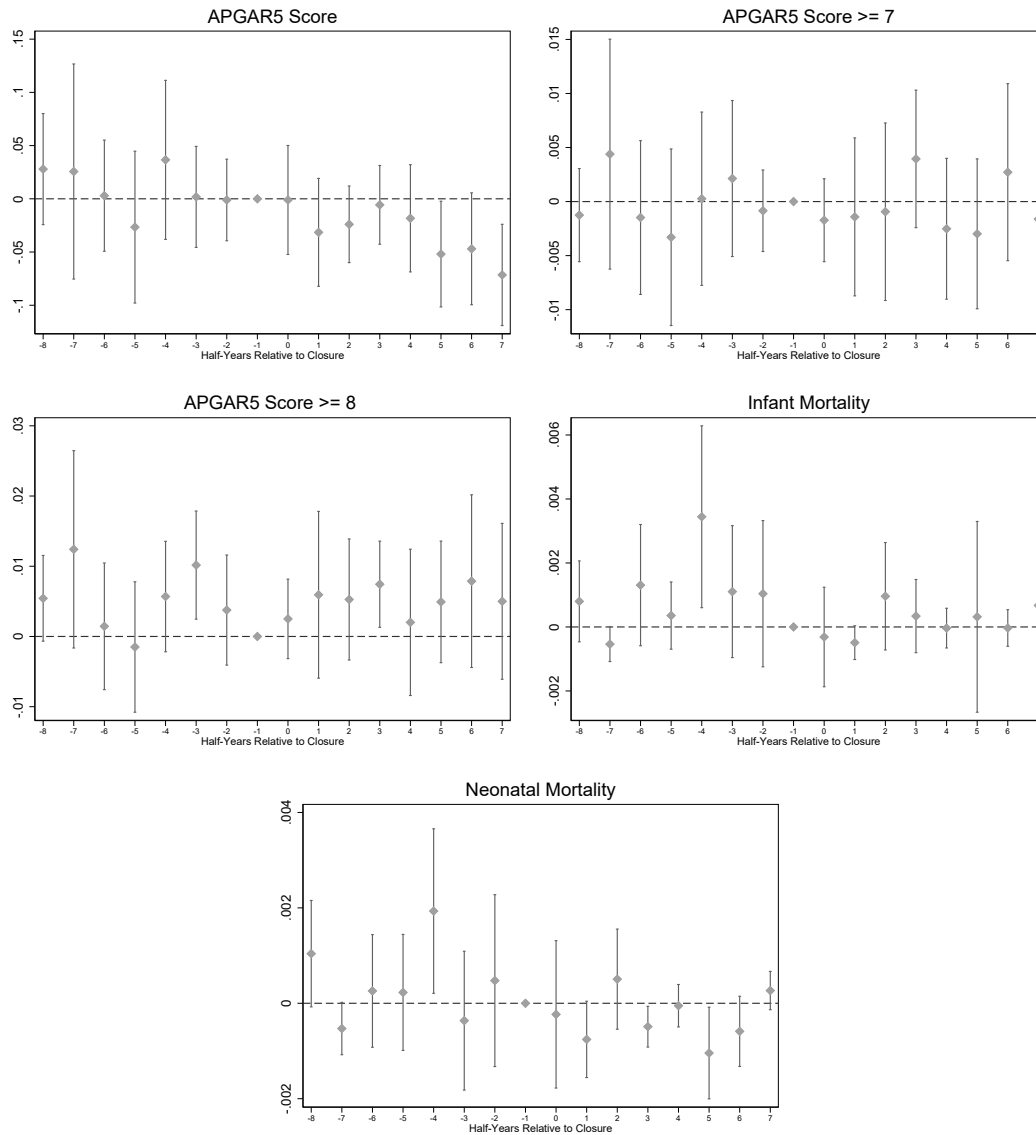 APGAR5 Score
.15
.1
.05
0
-.05
-.1
-8 -7 -6 -5 -4 -3 -2 -1 0 1 2 3 4 5 6 7
Half-Years Relative to Closure
APGAR5 Score >= 7
.015
.01
.005
0
-.005
-.01
-8 -7 -6 -5 -4 -3 -2 -1 0 1 2 3 4 5 6
Half-Years Relative to Closure
APGAR5 Score >= 8
.03
.02
.01
0
-.01
-8 -7 -6 -5 -4 -3 -2 -1 0 1 2 3 4 5 6 7
Half-Years Relative to Closure
Infant Mortality
.006
.004
.002
0
-.002
-8 -7 -6 -5 -4 -3 -2 -1 0 1 2 3 4 5 6
Half-Years Relative to Closure
Neonatal Mortality
.004
.002
0
-.002
-8 -7 -6 -5 -4 -3 -2 -1 0 1 2 3 4 5 6 7
Half-Years Relative to Closure